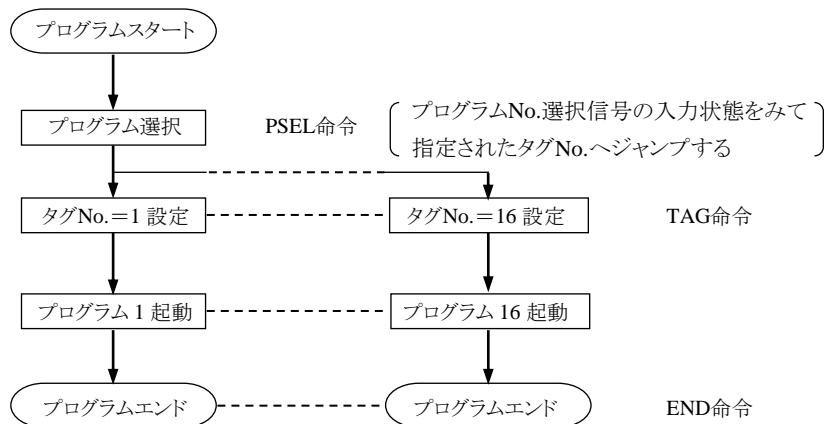 プログラムスタート
プログラム選択
PSEL命令
プログラムNo.選択信号の入力状態をみて
指定されたタグNo.へジャンプする
タグNo.=1 設定
タグNo.=16 設定
TAG命令
プログラム 1 起動
プログラム 16 起動
プログラムエンド
プログラムエンド
END命令